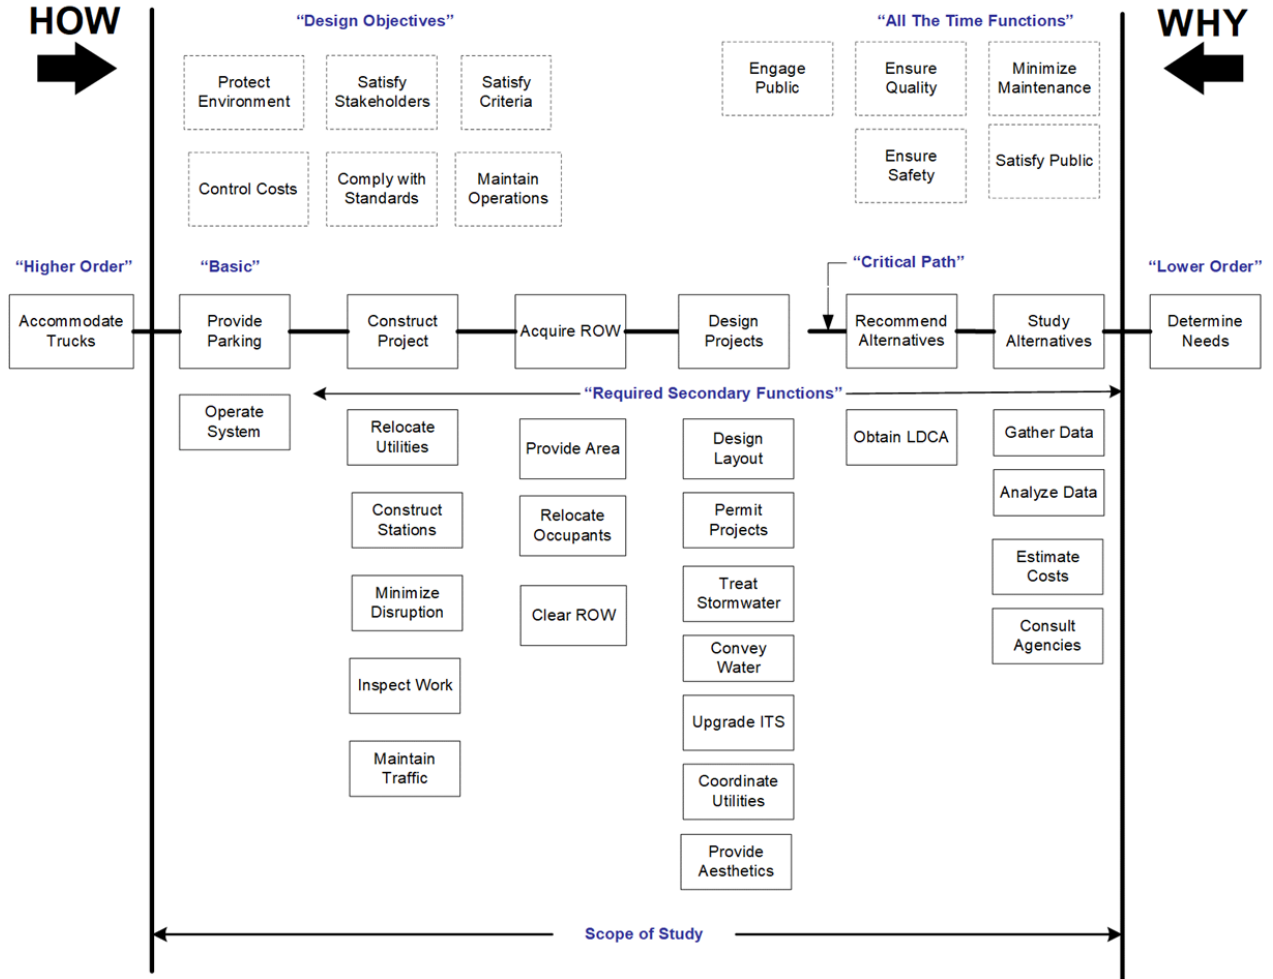 HOW
“Design Objectives”
“All The Time Functions”
WHY
Protect
Environment
Satisfy
Stakeholders
Satisfy
Criteria
Engage
Public
Ensure
Quality
Minimize
Maintenance
Control Costs
Comply with
Standards
Maintain
Operations
Ensure
Safety
Satisfy Public
“Higher Order”
“Basic”
“Critical Path”
“Lower Order”
Accommodate
Trucks
Provide
Parking
Construct
Project
Acquire ROW
Design
Projects
Recommend
Alternatives
Study
Alternatives
Determine
Needs
“Required Secondary Functions”
Operate
System
Relocate
Utilities
Construct
Stations
Minimize
Disruption
Inspect Work
Maintain
Traffic
Provide Area
Relocate
Occupants
Clear ROW
Design
Layout
Permit
Projects
Treat
Stormwater
Convey
Water
Upgrade ITS
Coordinate
Utilities
Provide
Aesthetics
Obtain LDCA
Gather Data
Analyze Data
Estimate
Costs
Consult
Agencies
Scope of Study